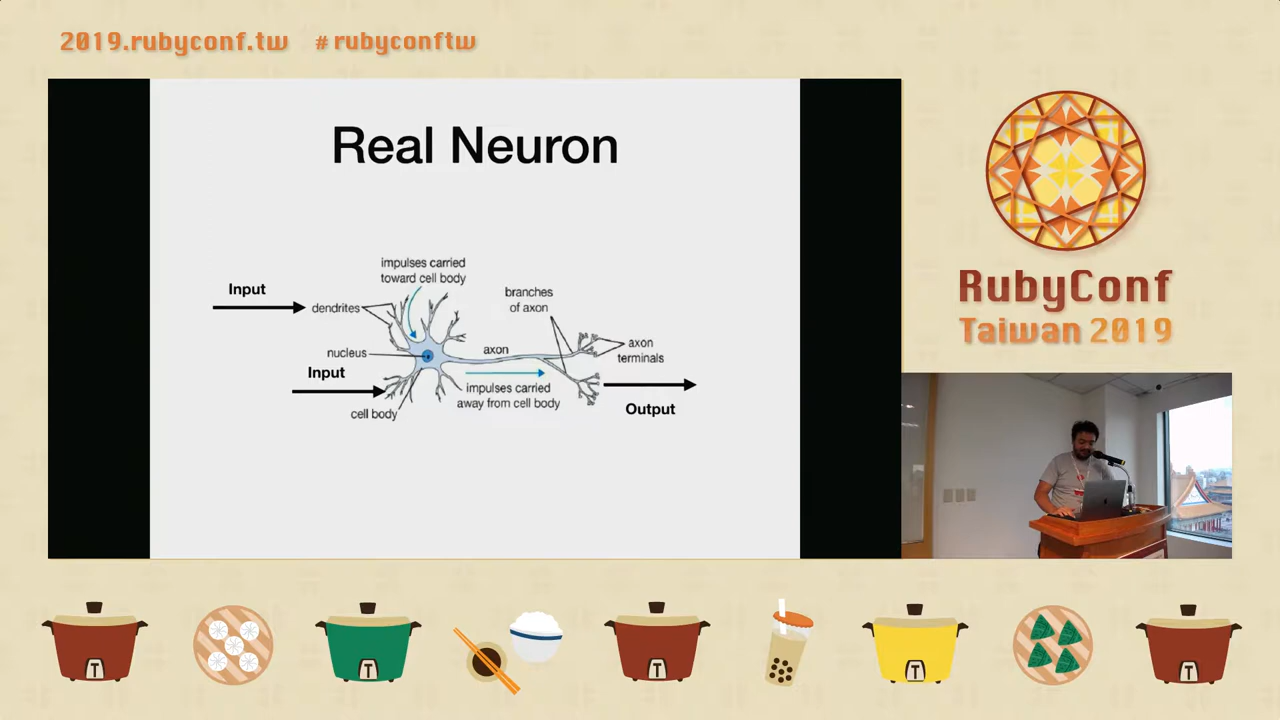 2019.rubyconf.tw # rubyconftw
Real Neuron
impulses carried
toward cell body
Input
dendrites
branches
of axon
nucleus
axon
axon
terminals
Input
impulses carried
away from cell body
cell body
Output
RubyConf
Taiwan 2019
T
T
T
T
T